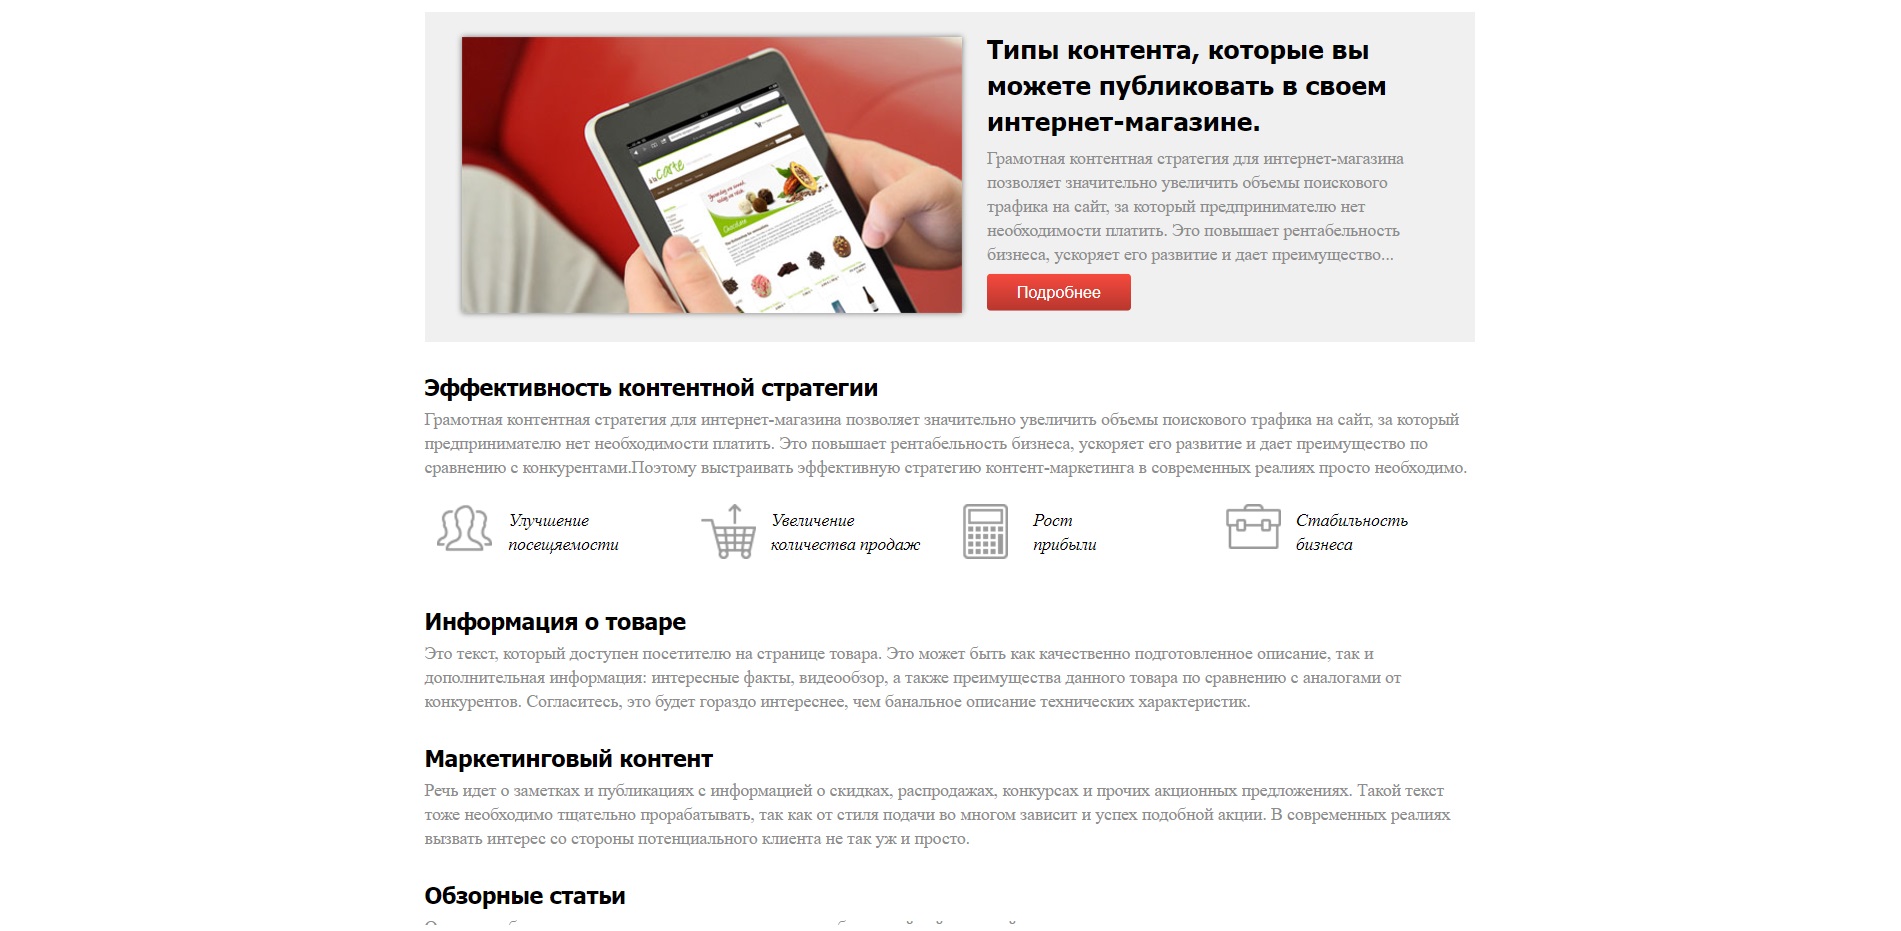 Типы контента, которые вы
можете публиковать в своем
интернет-магазине.
Грамотная контентная стратегия для интернет-магазина
позволяет значительно увеличить объемы поискового
трафика на сайт, за который предпринимателю нет
необходимости платить. Это повышает рентабельность
бизнеса, ускоряет его развитие и дает преимущество...
Подробнее
carte
Chocolate
Эффективность контентной стратегии
Грамотная контентная стратегия для интернет-магазина позволяет значительно увеличить объемы поискового трафика на сайт, за который
предпринимателю нет необходимости платить. Это повышает рентабельность бизнеса, ускоряет его развитие и дает преимущество по
сравнению с конкурентами.Поэтому выстраивать эффективную стратегию контент-маркетинга в современных реалиях просто необходимо.
Улучшение
посещяемости
Увеличение
количества продаж
Рост
прибыли
Стабильность
бизнеса
Информация о товаре
Это текст, который доступен посетителю на странице товара. Это может быть как качественно подготовленное описание, так и
дополнительная информация: интересные факты, видеообзор, а также преимущества данного товара по сравнению с аналогами от
конкурентов. Согласитесь, это будет гораздо интереснее, чем банальное описание технических характеристик.
Маркетинговый контент
Речь идет о заметках и публикациях с информацией о скидках, распродажах, конкурсах и прочих акционных предложениях. Такой текст
тоже необходимо тщательно прорабатывать, так как от стиля подачи во многом зависит и успех подобной акции. В современных реалиях
вызвать интерес со стороны потенциального клиента не так уж и просто.
Обзорные статьи